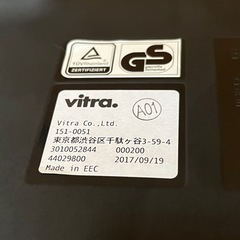 TÜVRheinland
ZERTIFIZIERT
GS
vitra.
A01
Vitra Co.,Ltd.
151-0051
東京都渋谷区千駄ヶ谷3-59-4
3010052844 000200
44029800 2017/09/19
Made in EEC